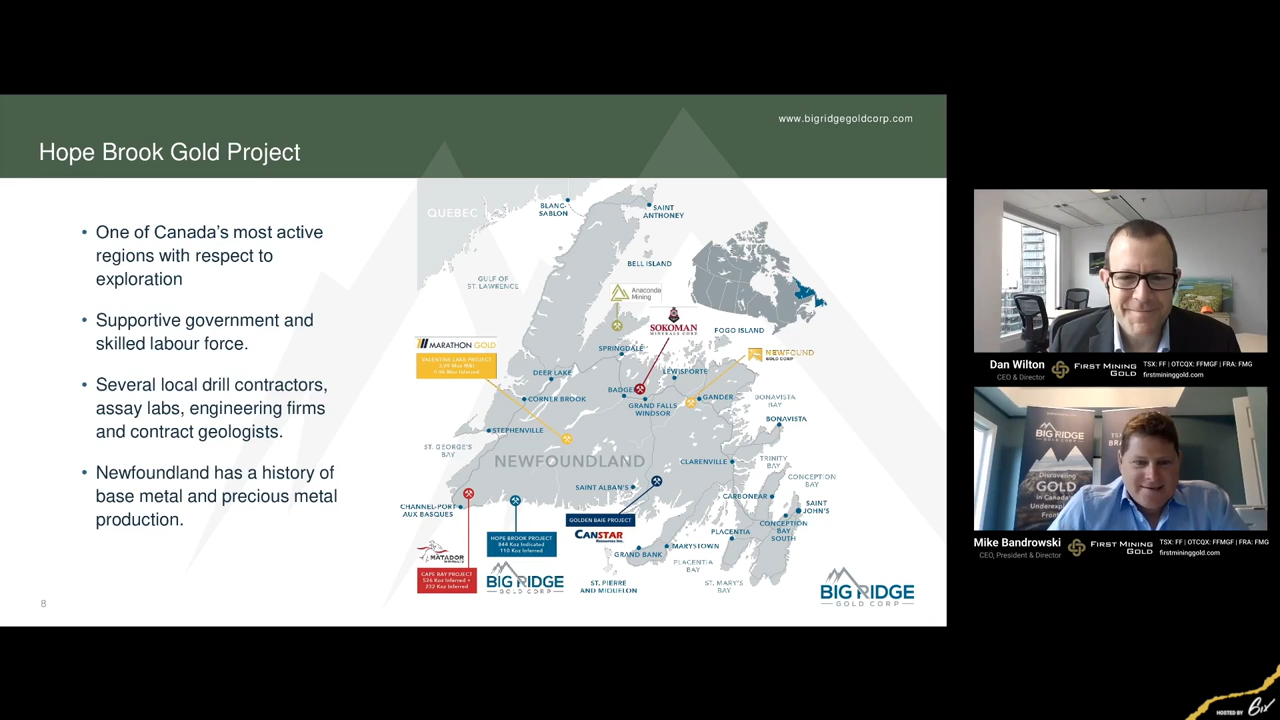 www.bigridgegoldcorp.com
Hope Brook Gold Project
• One of Canada's most active
regions with respect to
exploration
• Supportive government and
skilled labour force.
• Several local drill contractors,
assay labs, engineering firms
and contract geologists.
• Newfoundland has a history of
base metal and precious metal
production.
8
QUEBEC
BLANC-
SABLON
SAINT
ANTHONEY
BELL ISLAND
GULF OF
ST. LAWRENCE
Anaconda
Mining
SOKOMAN
MINERALS CORP
FOGO ISLAND
MARATHON GOLD
VALENTINE LAKE PROJECT
SPRINGDALE
NEWFOUND
GOLD CORP
DEER LAKE
LEWISPORTE
BADGER
CORNER BROOK
GRAND FALLS
WINDSOR
GANDER
BONAVISTA
BAY
BONAVISTA
STEPHENVILLE
ST. GEORGE'S
BAY
NEWFOUNDLAND
CLARENVILLE
TRINITY
BAY
CONCEPTION
BAY
SAINT ALBAN'S
CARBONEAR
SAINT
JOHN'S
CHANNEL-PORT
AUX BASQUES
GOLDEN BAIE PROJECT
CONCEPTION
BAY
SOUTH
CANSTAR
Resources Inc.
PLACENTIA
HOPE BROOK PROJECT
844 Koz Indicated
110 Koz Inferred
GRAND BANK
MARYSTOWN
PLACENTIA
BAY
MATADOR
CAPE RAY PROJECT
BIG RIDGE
GOLD CORP
ST. PIERRE
AND MIQUELON
ST. MARY'S
BAY
BIG RIDGE
GOLD CORP
Dan Wilton
CEO & Director
FIRST MINING
GOLD
TSX: FF | OTCQX: FFMGF | FRA: FMG
firstmininggold.com
BIG RIDGE
GOLD CORP
Discovering
GOLD
in Canada's
Mike Bandrowski
CEO, President & Director
FIRST MINING
GOLD
TSX: FF | OTCQX: FFMGF | FRA: FMG
firstmininggold.com
HOSTED BY
6ix